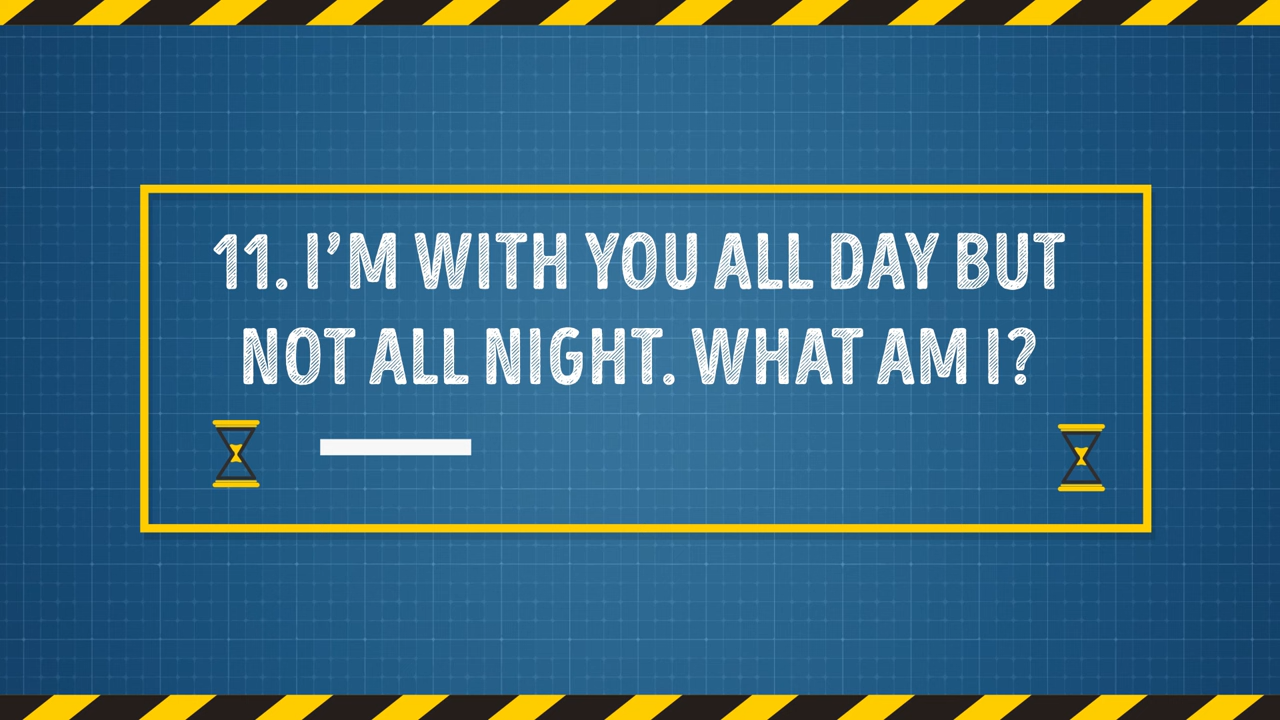 11. I’M WITH YOU ALL DAY BUT
NOT ALL NIGHT. WHAT AM I?